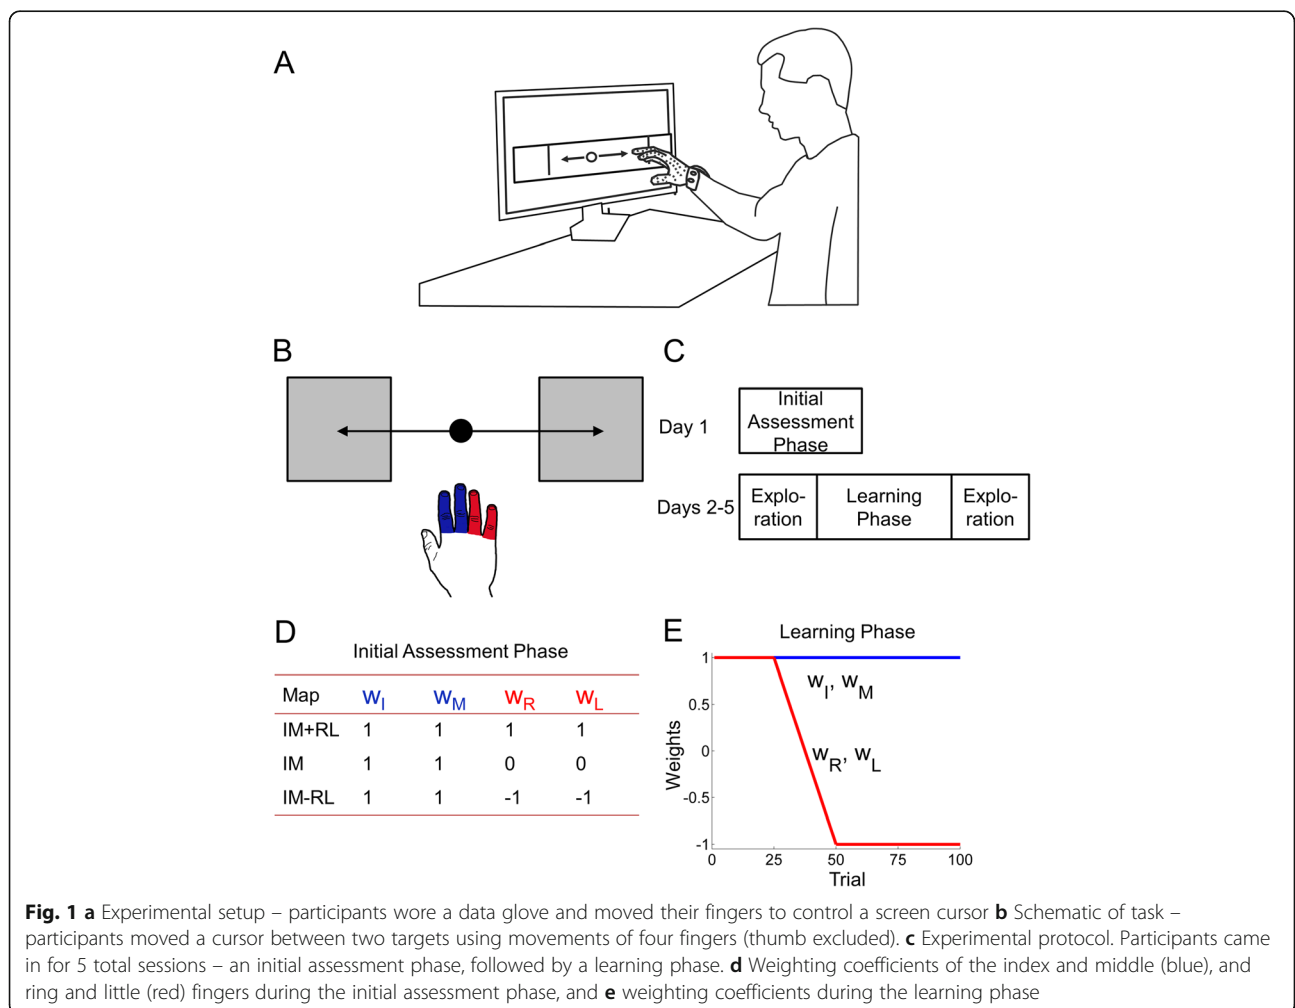 A
B
C
Day 1
Initial
Assessment
Phase
Days 2-5
Explo-
ration
Learning
Phase
Explo-
ration
D
Initial Assessment Phase
Map wI wM wR wL
IM+RL 1 1 1 1
IM 1 1 0 0
IM-RL 1 1 -1 -1
E
Learning Phase
Weights
1
0.5
0
-0.5
-1
wI, wM
wR, wL
0 25 50 75 100
Trial
Fig. 1 a Experimental setup – participants wore a data glove and moved their fingers to control a screen cursor b Schematic of task –
participants moved a cursor between two targets using movements of four fingers (thumb excluded). c Experimental protocol. Participants came
in for 5 total sessions – an initial assessment phase, followed by a learning phase. d Weighting coefficients of the index and middle (blue), and
ring and little (red) fingers during the initial assessment phase, and e weighting coefficients during the learning phase